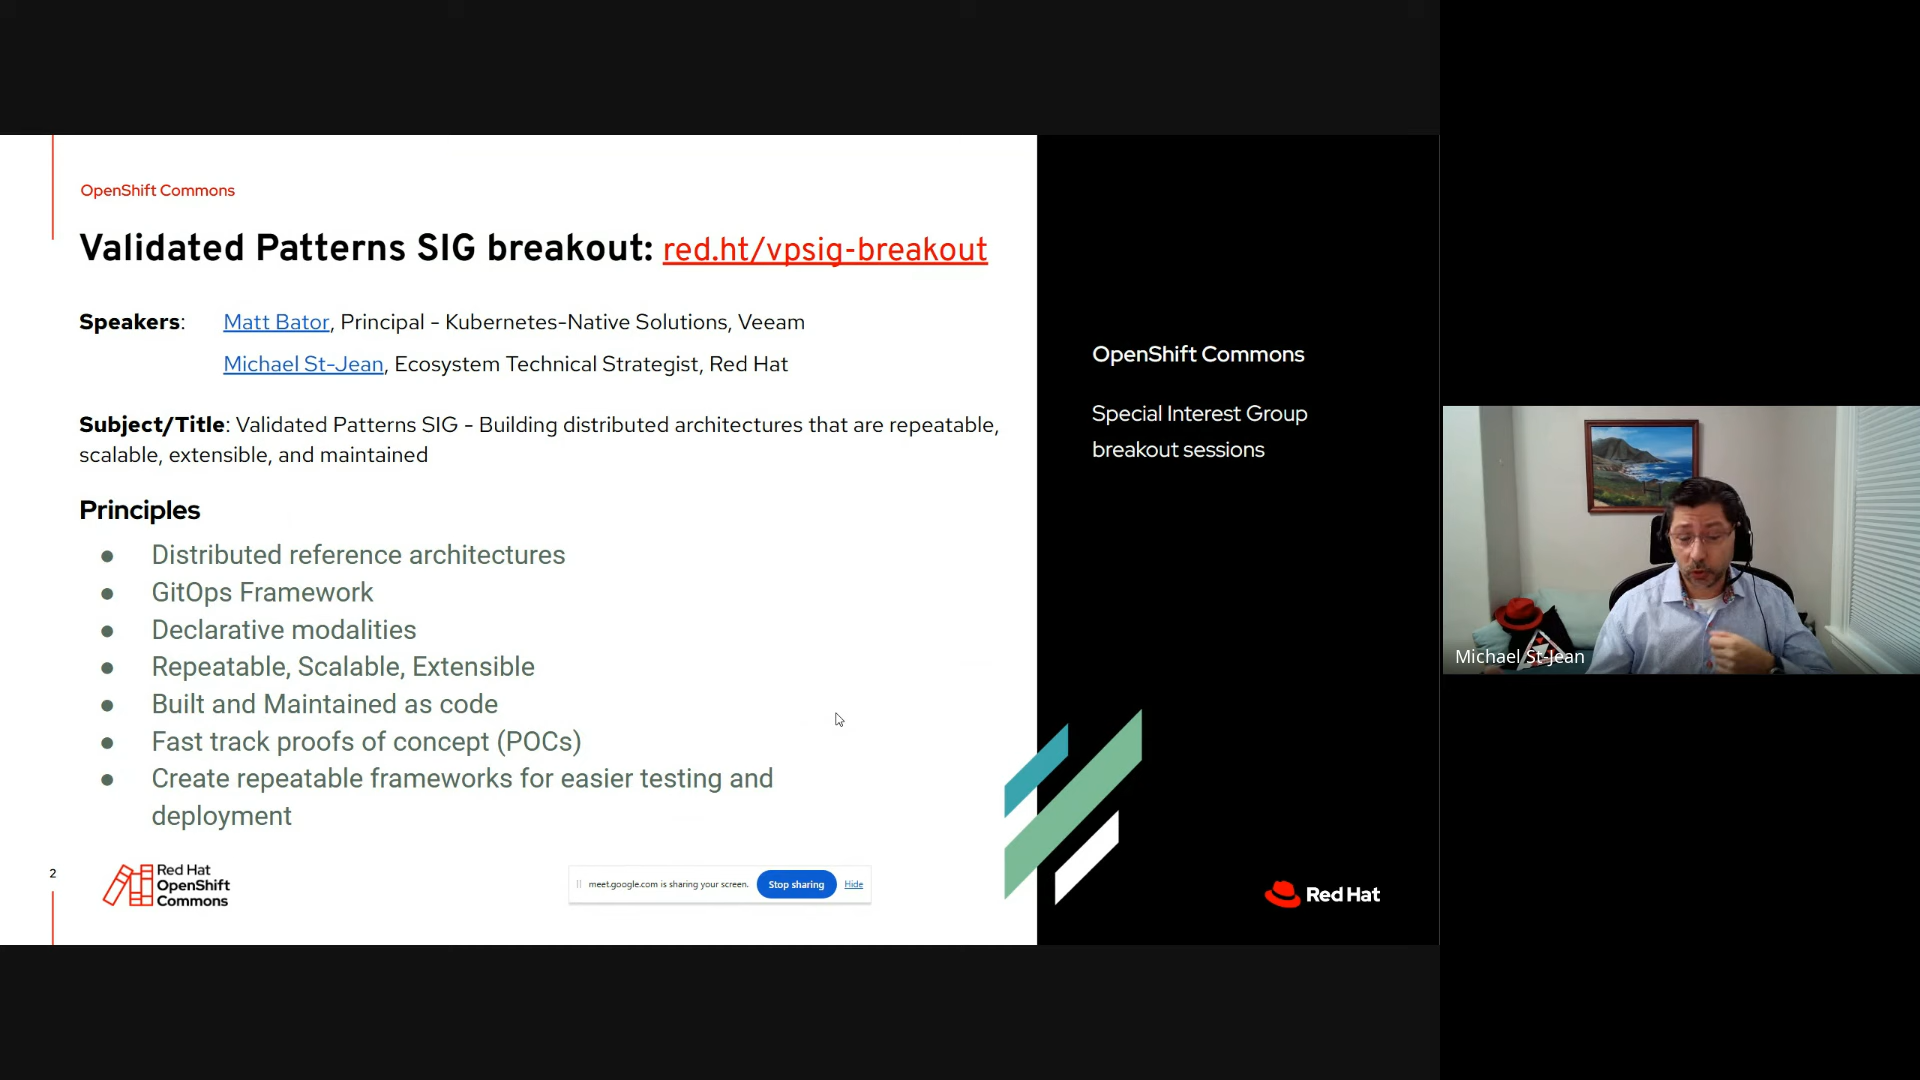 OpenShift Commons
Validated Patterns SIG breakout: red.ht/vpsig-breakout
Speakers: Matt Bator, Principal - Kubernetes-Native Solutions, Veeam
Michael St-Jean, Ecosystem Technical Strategist, Red Hat
Subject/Title: Validated Patterns SIG - Building distributed architectures that are repeatable,
scalable, extensible, and maintained
Principles
● Distributed reference architectures
● GitOps Framework
● Declarative modalities
● Repeatable, Scalable, Extensible
● Built and Maintained as code
● Fast track proofs of concept (POCs)
● Create repeatable frameworks for easier testing and
deployment
2
Red Hat
OpenShift
Commons
meet.google.com is sharing your screen. Stop sharing Hide
OpenShift Commons
Special Interest Group
breakout sessions
Red Hat
Michael St-Jean